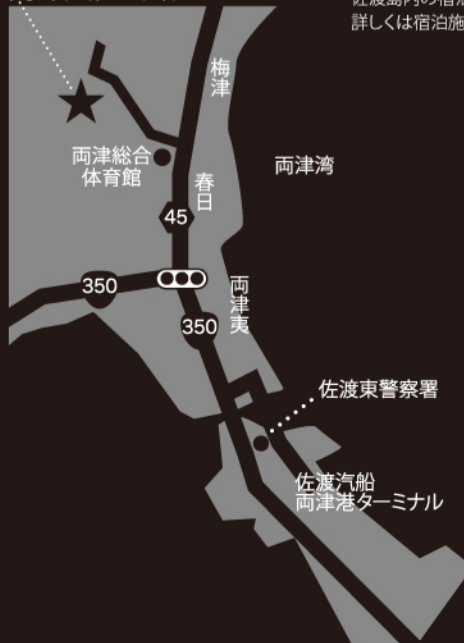 佐渡島内の宿
詳しくは宿泊施
梅津
両津総合
体育館
両津湾
春日
45
350
両津夷
350
佐渡東警察署
佐渡汽船
両津港ターミナル